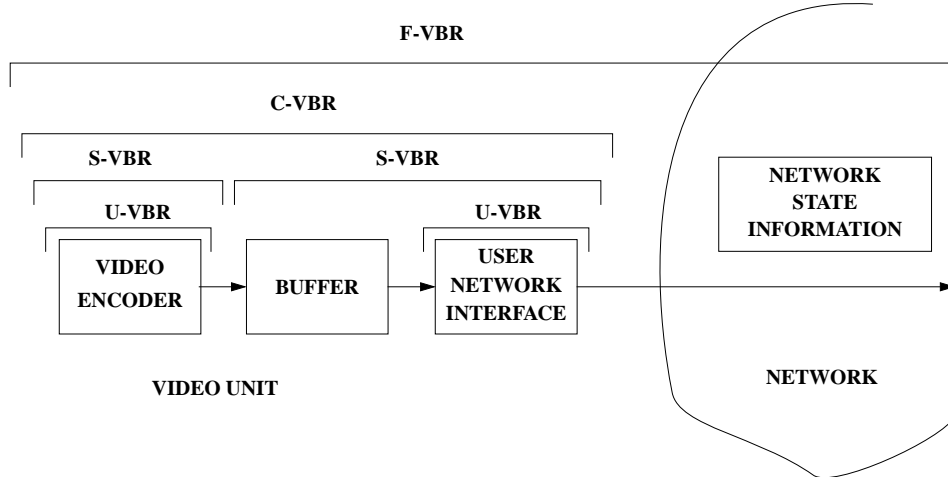 F-VBR
C-VBR
S-VBR
S-VBR
U-VBR
U-VBR
VIDEO
ENCODER
BUFFER
USER
NETWORK
INTERFACE
NETWORK
STATE
INFORMATION
VIDEO UNIT
NETWORK